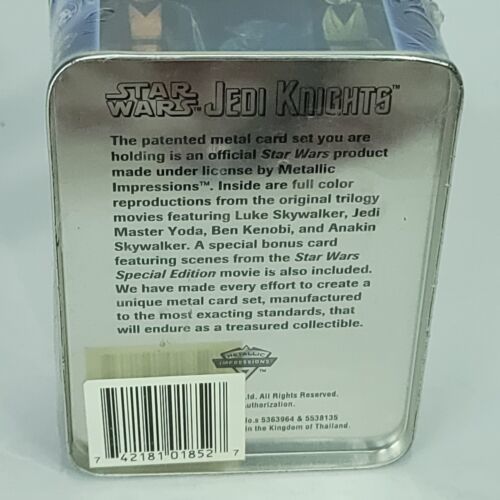 STAR WARS™ JEDI KNIGHTS™
The patented metal card set you are
holding is an official Star Wars product
made under license by Metallic
Impressions™. Inside are full color
reproductions from the original trilogy
movies featuring Luke Skywalker, Jedi
Master Yoda, Ben Kenobi, and Anakin
Skywalker. A special bonus card
featuring scenes from the Star Wars
Special Edition movie is also included.
We have made every effort to create a
unique metal card set, manufactured
to the most exacting standards, that
will endure as a treasured collectible.
METALLIC
IMPRESSIONS
™
td. All Rights Reserved.
uthorization.
o.s 5363964 & 5538135
in the Kingdom of Thailand.
7 42181 01852 7